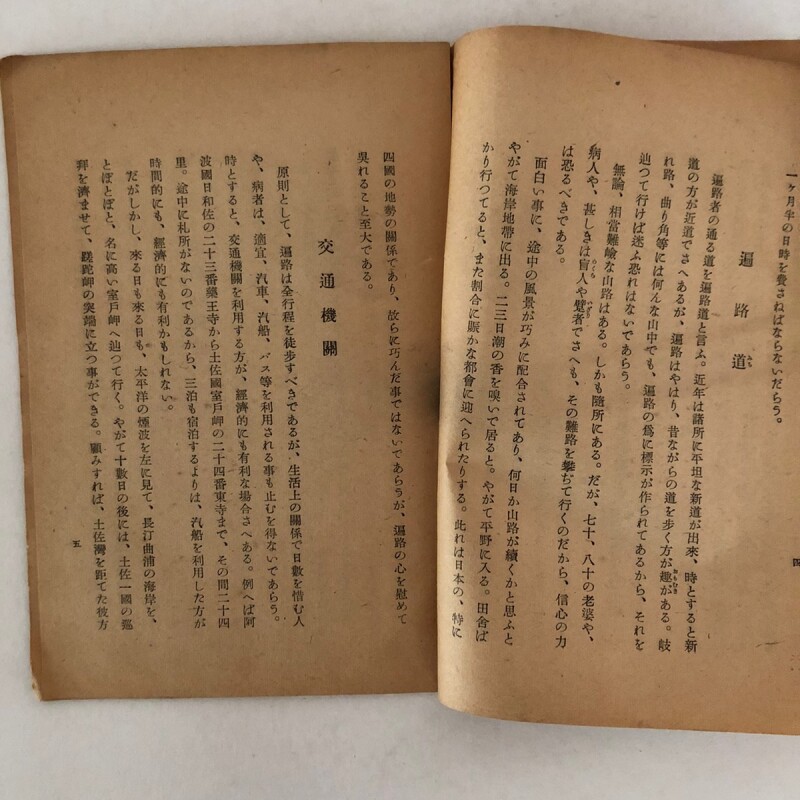 一ヶ月半の日時を費さねばならないだらう。
遍路道
遍路者の通る道を遍路道と言ふ。近年は諸所に平坦な新道が出來、時とすると新
道の方が近道でさへあるが、遍路はやはり、昔ながらの道を歩く方が趣がある。岐
れ路、曲り角等には何んな山中でも、遍路の爲に標示が作られてあるから、それを
辿つて行けば迷ふ恐れはないであらう。
無論、相當難嶮な山路はある。しかも隨所にある。だが、七十、八十の老婆や、
病人や、甚しきは盲人や躄者でさへも、その難路を攀ぢて行くのだから、信心の力
は恐るべきである。
面白い事に、途中の風景が巧みに配合されてあり、何日か山路が續くかと思ふと
やがて海岸地帶に出る。二三日潮の香を嗅いで居ると。やがて平野に入る。田舍ば
かり行つてると、また割合に賑かな都會に迎へられたりする。此れは日本の、特に
四
四國の地勢の關係であり、故らに巧んだ事ではないであらうが、遍路の心を慰めて
呉れること至大である。
交通機關
原則として、遍路は全行程を徒歩すべきであるが、生活上の關係で日數を惜む人
や、病者は、適宜、汽車、汽船、バス等を利用される事も止むを得ないであらう。
時とすると、交通機關を利用する方が、經濟的にも有利な場合さへある。例へば阿
波國日和佐の二十三番藥王寺から土佐國室戸岬の二十四番東寺まで、その間二十四
里。途中に札所がないのであるから、三泊も宿泊するよりは、汽船を利用した方が
時間的にも、經濟的にも有利かもしれない。
だがしかし、來る日も來る日も、太平洋の煙波を左に見て、長汀曲浦の海岸を、
とぼとぼと、名に高い室戸岬へ辿つて行く。やがて十數日の後には、土佐一國の巡
拜を濟ませて、蹉跎岬の突端に立つ事ができる。顧みすれば、土佐灣を距てた彼方
五